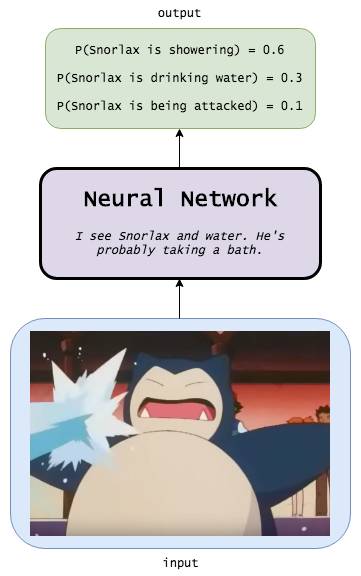 output
P(Snorlax is showering) = 0.6
P(Snorlax is drinking water) = 0.3
P(Snorlax is being attacked) = 0.1
Neural Network
I see Snorlax and water. He's
probably taking a bath.
input